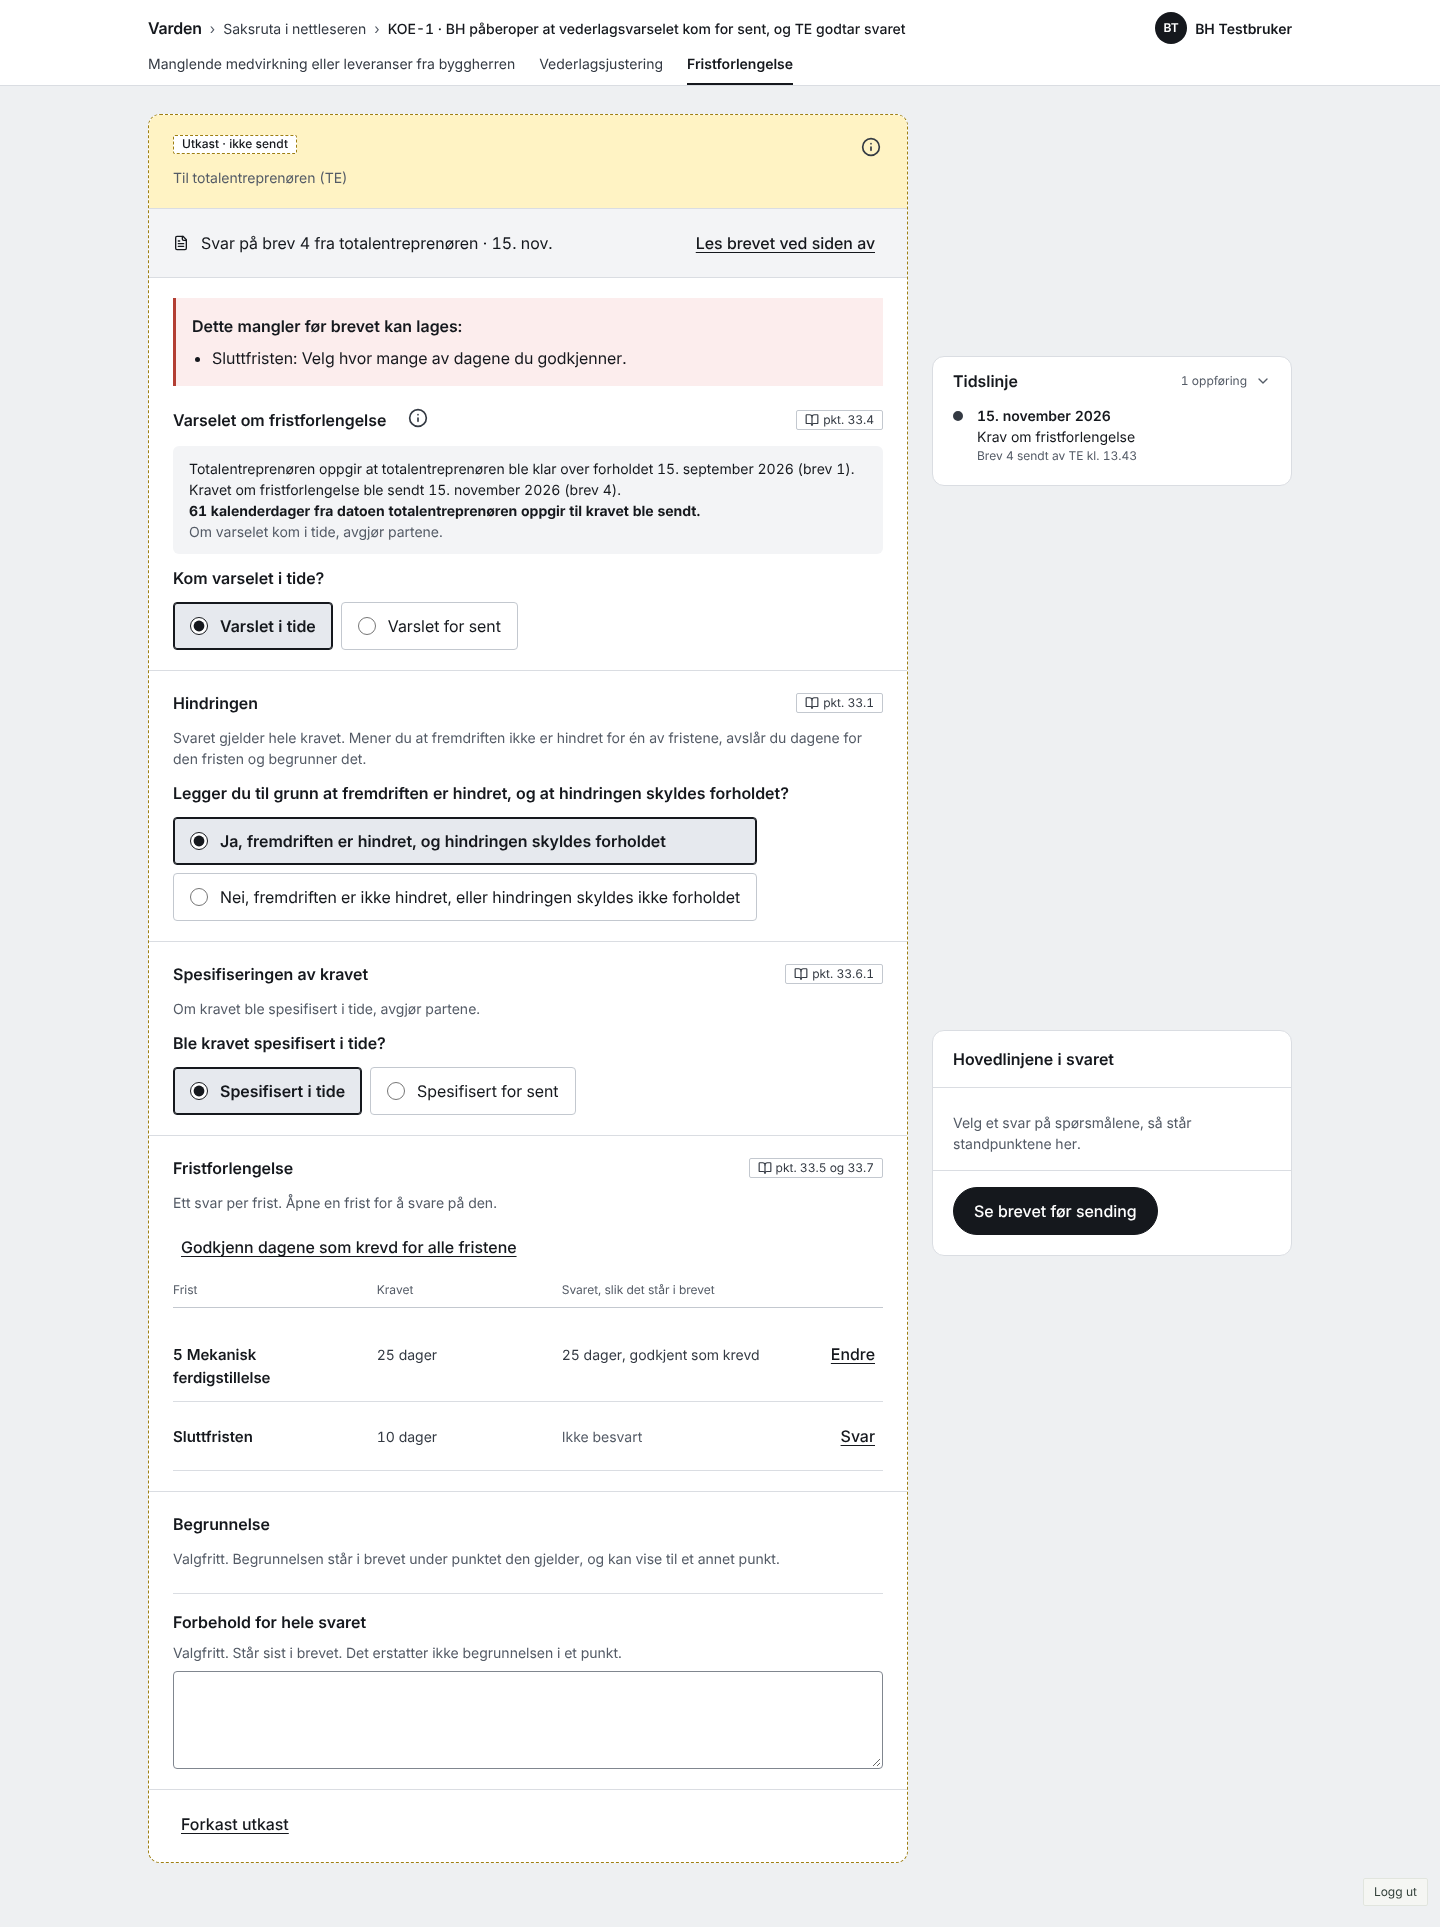 Varden › Saksruta i nettleseren › KOE-1 · BH påberoper at vederlagsvarselet kom for sent, og TE godtar svaret
BT BH Testbruker
Manglende medvirkning eller leveranser fra byggherren Vederlagsjustering Fristforlengelse
Utkast · ikke sendt
Til totalentreprenøren (TE)
Svar på brev 4 fra totalentreprenøren · 15. nov. Les brevet ved siden av
Dette mangler før brevet kan lages:
• Sluttfristen: Velg hvor mange av dagene du godkjenner.
Varselet om fristforlengelse pkt. 33.4
Totalentreprenøren oppgir at totalentreprenøren ble klar over forholdet 15. september 2026 (brev 1).
Kravet om fristforlengelse ble sendt 15. november 2026 (brev 4).
61 kalenderdager fra datoen totalentreprenøren oppgir til kravet ble sendt.
Om varselet kom i tide, avgjør partene.
Kom varselet i tide?
Varslet i tide Varslet for sent
Hindringen pkt. 33.1
Svaret gjelder hele kravet. Mener du at fremdriften ikke er hindret for én av fristene, avslår du dagene for
den fristen og begrunner det.
Legger du til grunn at fremdriften er hindret, og at hindringen skyldes forholdet?
Ja, fremdriften er hindret, og hindringen skyldes forholdet
Nei, fremdriften er ikke hindret, eller hindringen skyldes ikke forholdet
Spesifiseringen av kravet pkt. 33.6.1
Om kravet ble spesifisert i tide, avgjør partene.
Ble kravet spesifisert i tide?
Spesifisert i tide Spesifisert for sent
Fristforlengelse pkt. 33.5 og 33.7
Ett svar per frist. Åpne en frist for å svare på den.
Godkjenn dagene som krevd for alle fristene
Frist Kravet Svaret, slik det står i brevet
5 Mekanisk ferdigstillelse 25 dager 25 dager, godkjent som krevd Endre
Sluttfristen 10 dager Ikke besvart Svar
Begrunnelse
Valgfritt. Begrunnelsen står i brevet under punktet den gjelder, og kan vise til et annet punkt.
Forbehold for hele svaret
Valgfritt. Står sist i brevet. Det erstatter ikke begrunnelsen i et punkt.
Forkast utkast
Tidslinje 1 oppføring
15. november 2026
Krav om fristforlengelse
Brev 4 sendt av TE kl. 13.43
Hovedlinjene i svaret
Velg et svar på spørsmålene, så står
standpunktene her.
Se brevet før sending
Logg ut